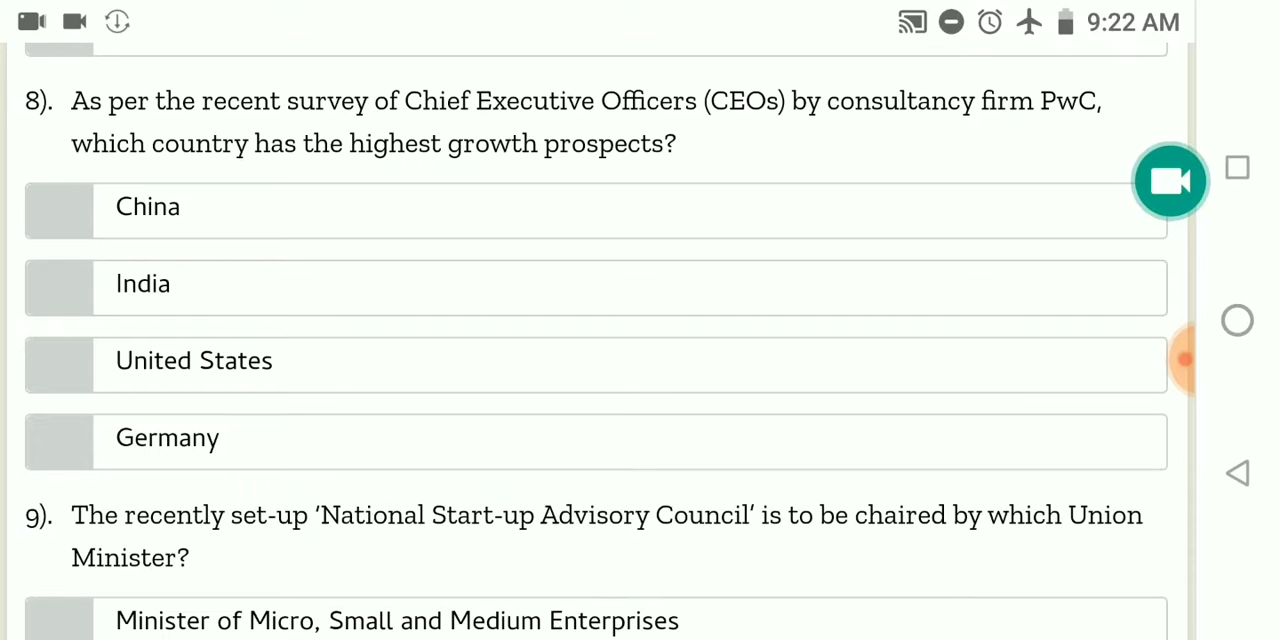 9:22 AM
8). As per the recent survey of Chief Executive Officers (CEOs) by consultancy firm PwC,
which country has the highest growth prospects?
China
India
United States
Germany
9). The recently set-up ‘National Start-up Advisory Council’ is to be chaired by which Union
Minister?
Minister of Micro, Small and Medium Enterprises